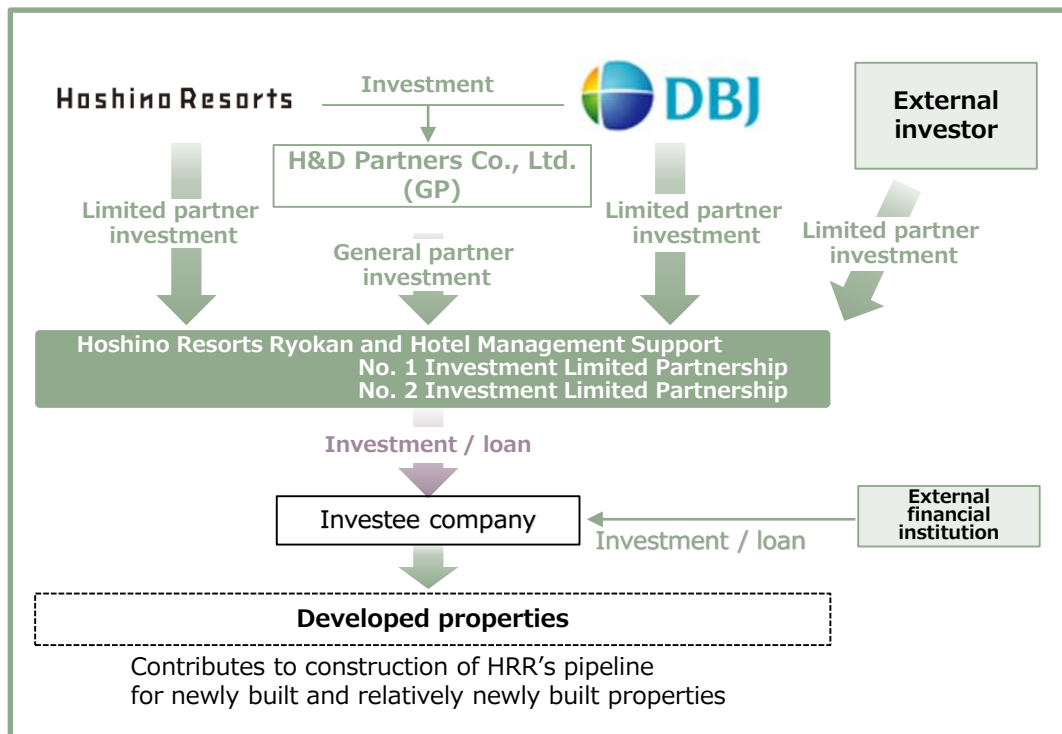 Hoshino Resorts
Investment
DBJ
External
investor
H&D Partners Co., Ltd.
(GP)
Limited partner
investment
General partner
investment
Limited partner
investment
Limited partner
investment
Hoshino Resorts Ryokan and Hotel Management Support
No. 1 Investment Limited Partnership
No. 2 Investment Limited Partnership
Investment / loan
Investee company
Investment / loan
External
financial
institution
Developed properties
Contributes to construction of HRR's pipeline
for newly built and relatively newly built properties